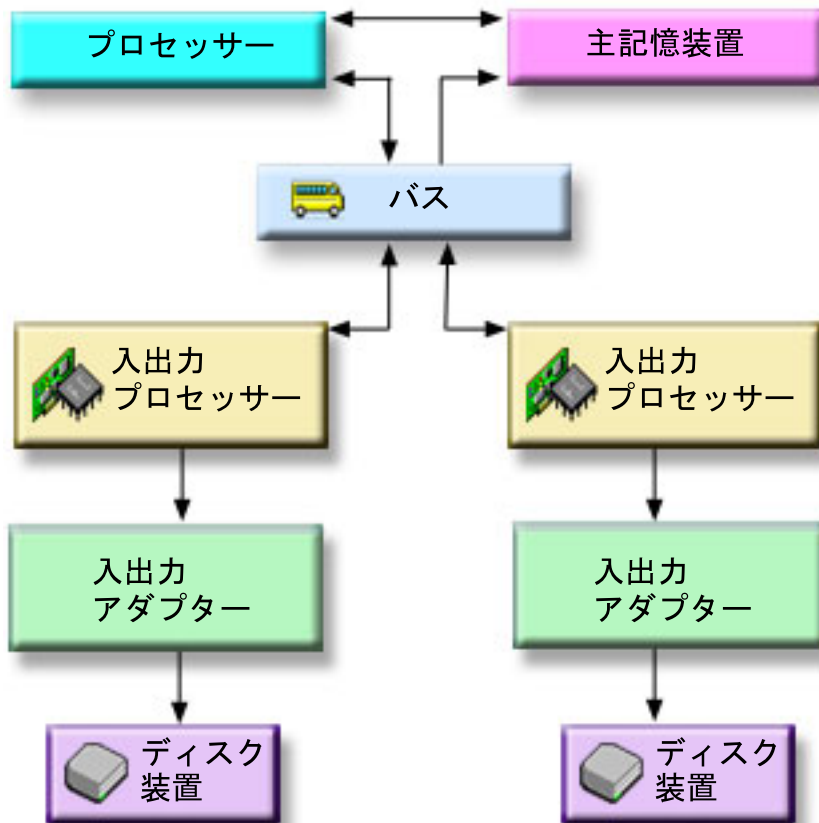 プロセッサー
主記憶装置
バス
入出力
プロセッサー
入出力
プロセッサー
入出力
アダプター
入出力
アダプター
ディスク
装置
ディスク
装置